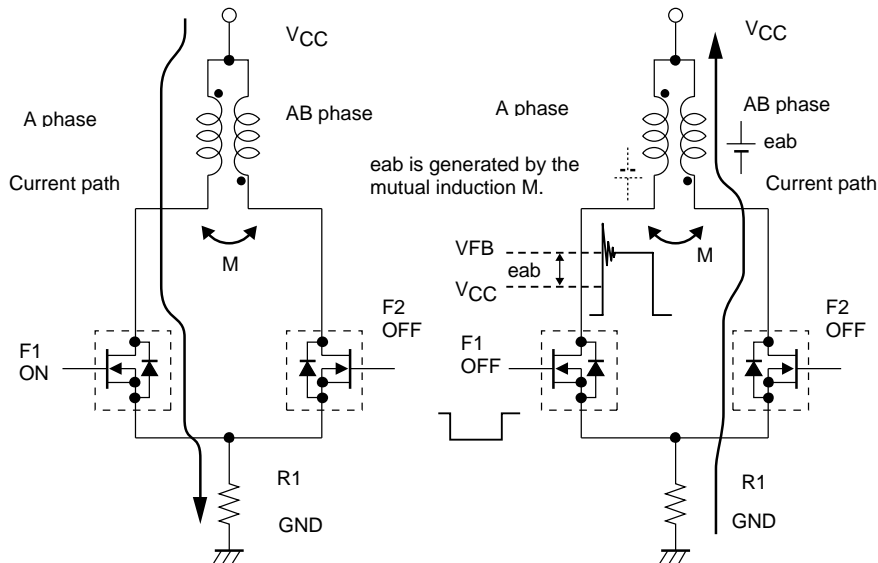 VCC
A phase
AB phase
Current path
M
F1
ON
F2
OFF
R1
GND
VCC
A phase
AB phase
eab
eab is generated by the
mutual induction M.
Current path
VFB
eab
VCC
M
F1
OFF
F2
OFF
R1
GND